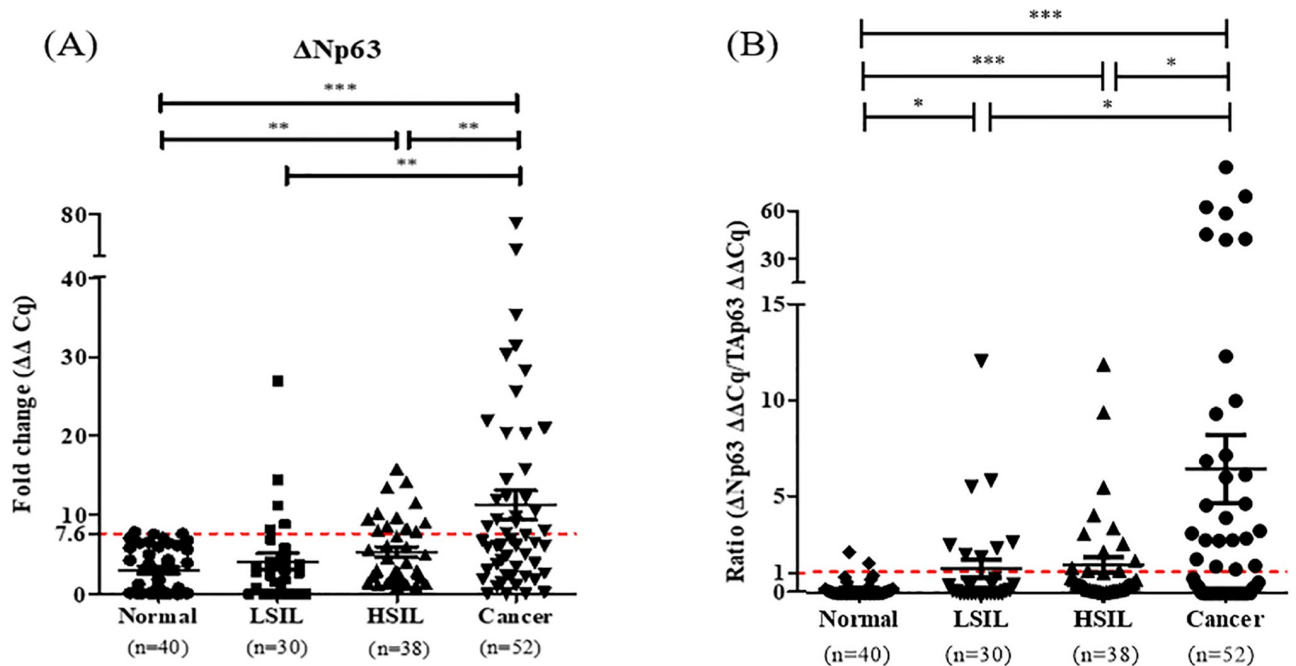 (A)
ΔNp63
***
**
**
**
Fold change (ΔΔ Cq)
80
40
30
20
10
7.6
0
Normal
LSIL
HSIL
Cancer
(n=40)
(n=30)
(n=38)
(n=52)
(B)
***
***
*
*
*
Ratio (ΔNp63 ΔΔCq/TAp63 ΔΔCq)
60
30
15
10
5
1
0
Normal
LSIL
HSIL
Cancer
(n=40)
(n=30)
(n=38)
(n=52)